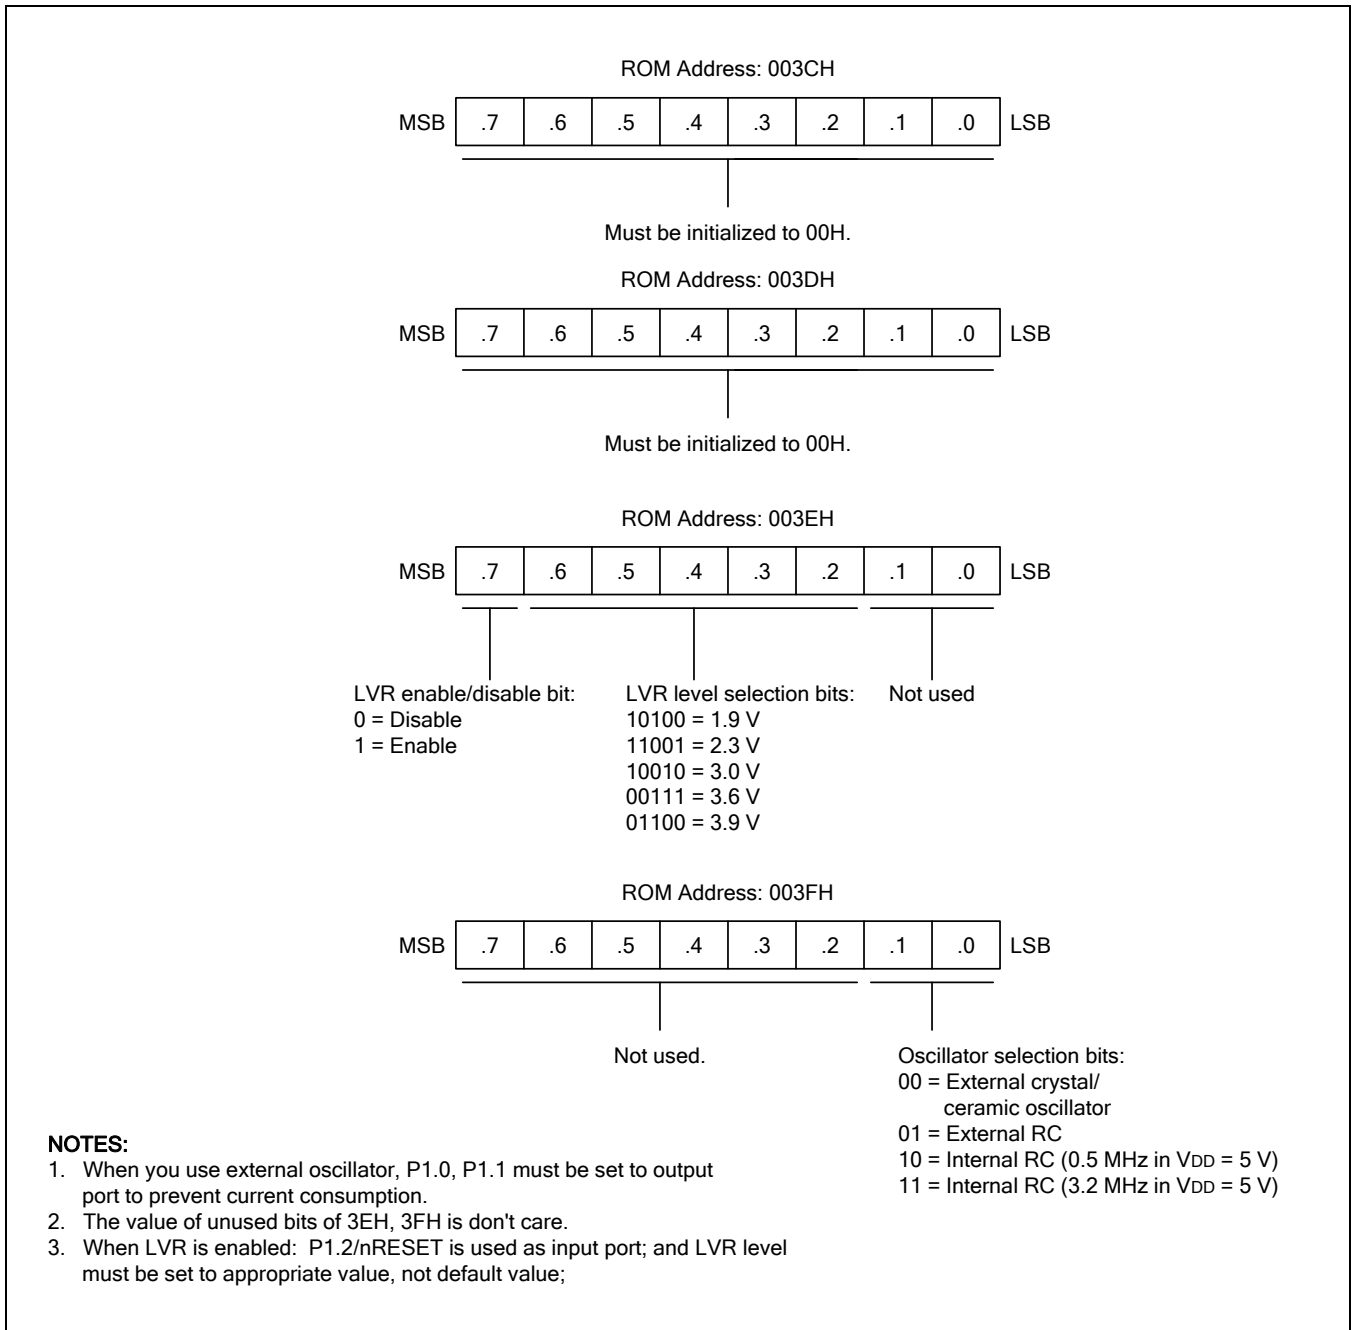 ROM Address: 003CH
MSB .7 .6 .5 .4 .3 .2 .1 .0 LSB
Must be initialized to 00H.
ROM Address: 003DH
MSB .7 .6 .5 .4 .3 .2 .1 .0 LSB
Must be initialized to 00H.
ROM Address: 003EH
MSB .7 .6 .5 .4 .3 .2 .1 .0 LSB
LVR enable/disable bit:
0 = Disable
1 = Enable
LVR level selection bits:
10100 = 1.9 V
11001 = 2.3 V
10010 = 3.0 V
00111 = 3.6 V
01100 = 3.9 V
Not used
ROM Address: 003FH
MSB .7 .6 .5 .4 .3 .2 .1 .0 LSB
Not used.
Oscillator selection bits:
00 = External crystal/
ceramic oscillator
01 = External RC
10 = Internal RC (0.5 MHz in VDD = 5 V)
11 = Internal RC (3.2 MHz in VDD = 5 V)
NOTES:
1. When you use external oscillator, P1.0, P1.1 must be set to output
port to prevent current consumption.
2. The value of unused bits of 3EH, 3FH is don't care.
3. When LVR is enabled: P1.2/nRESET is used as input port; and LVR level
must be set to appropriate value, not default value;